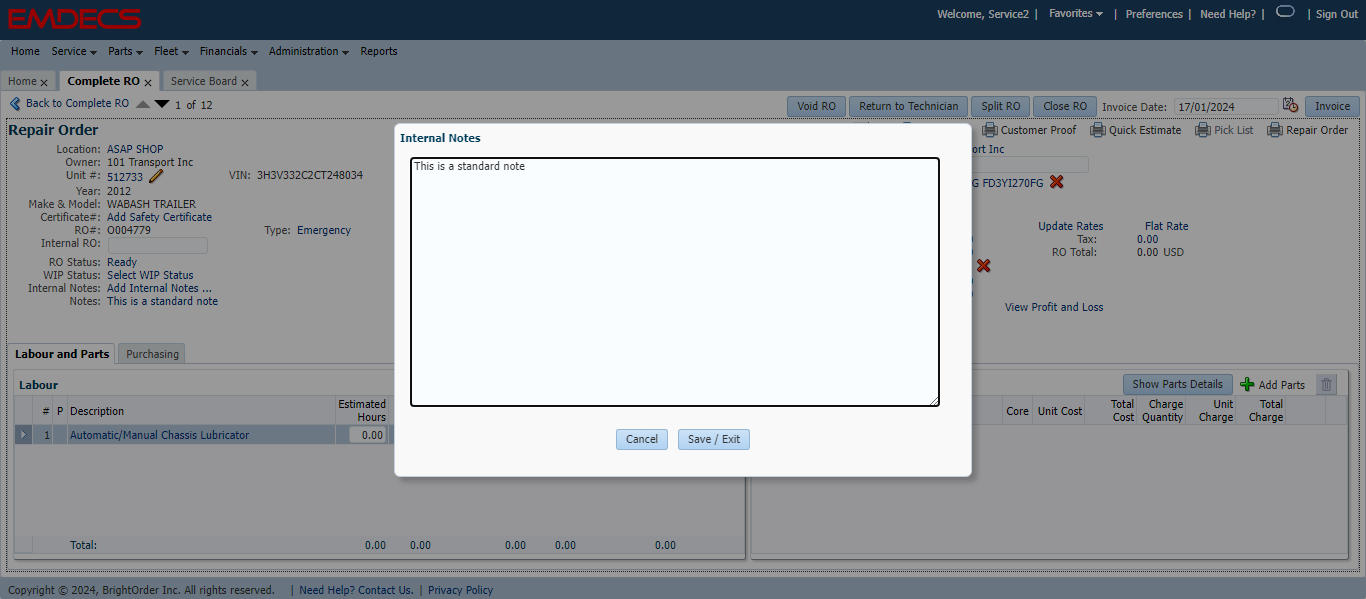 EMDECS
Welcome, Service2 | Favorites | Preferences | Need Help? | | Sign Out
Home Service Parts Fleet Financials Administration Reports
Home x Complete RO x Service Board x
Back to Complete RO 1 of 12
Void RO Return to Technician Split RO Close RO Invoice Date: 17/01/2024 Invoice
Repair Order
Customer Proof Quick Estimate Pick List Repair Order
Location: ASAP SHOP
Owner: 101 Transport Inc
Unit #: 512733 VIN: 3H3V332C2CT248034
Year: 2012
Make & Model: WABASH TRAILER
Certificate#: Add Safety Certificate
RO#: O004779 Type: Emergency
Internal RO:
RO Status: Ready
WIP Status: Select WIP Status
Internal Notes: Add Internal Notes ...
Notes: This is a standard note
Internal Notes
This is a standard note
Cancel Save / Exit
ort Inc
G FD3YI270FG
Update Rates Flat Rate
Tax: 0.00
RO Total: 0.00 USD
View Profit and Loss
Labour and Parts Purchasing
Labour
# P Description Estimated Hours
1 Automatic/Manual Chassis Lubricator 0.00
Total: 0.00 0.00 0.00 0.00 0.00
Show Parts Details Add Parts
Core Unit Cost Total Cost Charge Quantity Unit Charge Total Charge
Copyright © 2024, BrightOrder Inc. All rights reserved. | Need Help? Contact Us. | Privacy Policy